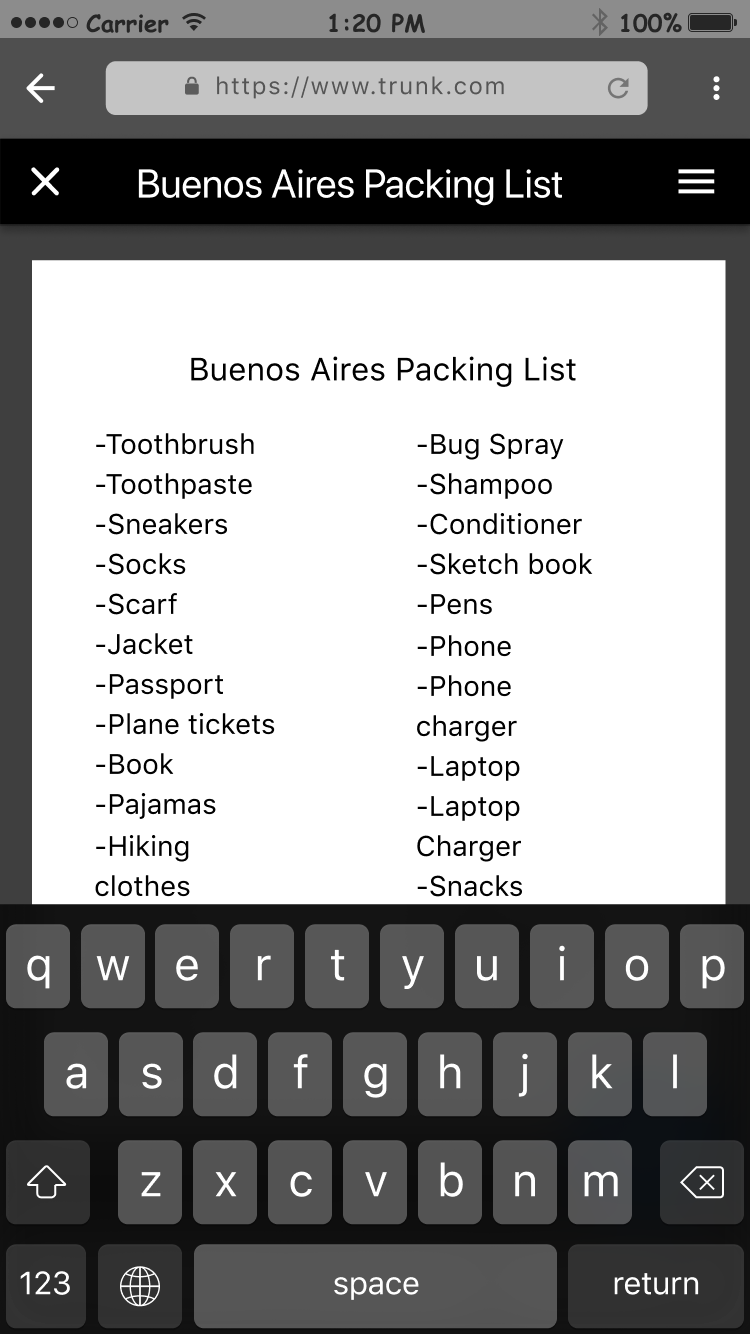 Carrier 1:20 PM 100%
https://www.trunk.com
Buenos Aires Packing List
Buenos Aires Packing List
-Toothbrush
-Toothpaste
-Sneakers
-Socks
-Scarf
-Jacket
-Passport
-Plane tickets
-Book
-Pajamas
-Hiking
clothes
-Bug Spray
-Shampoo
-Conditioner
-Sketch book
-Pens
-Phone
-Phone
charger
-Laptop
-Laptop
Charger
-Snacks
q w e r t y u i o p
a s d f g h j k l
z x c v b n m
123 space return